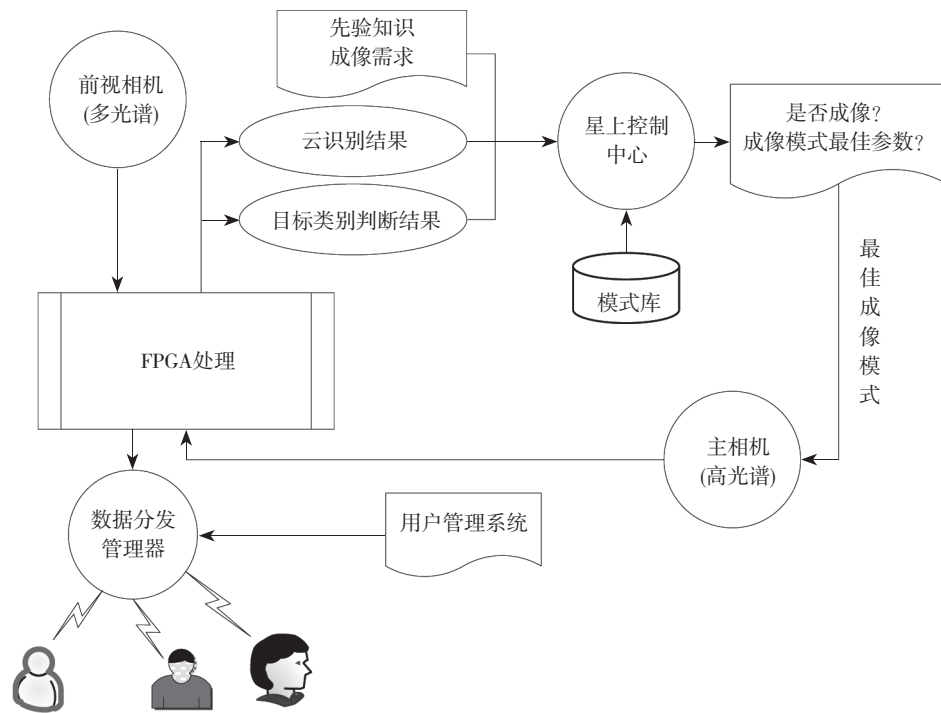 先验知识
成像需求
前视相机
(多光谱)
云识别结果
目标类别判断结果
星上控制
中心
是否成像?
成像模式最佳参数?
模式库
最佳成像模式
FPGA处理
主相机
(高光谱)
数据分发
管理器
用户管理系统